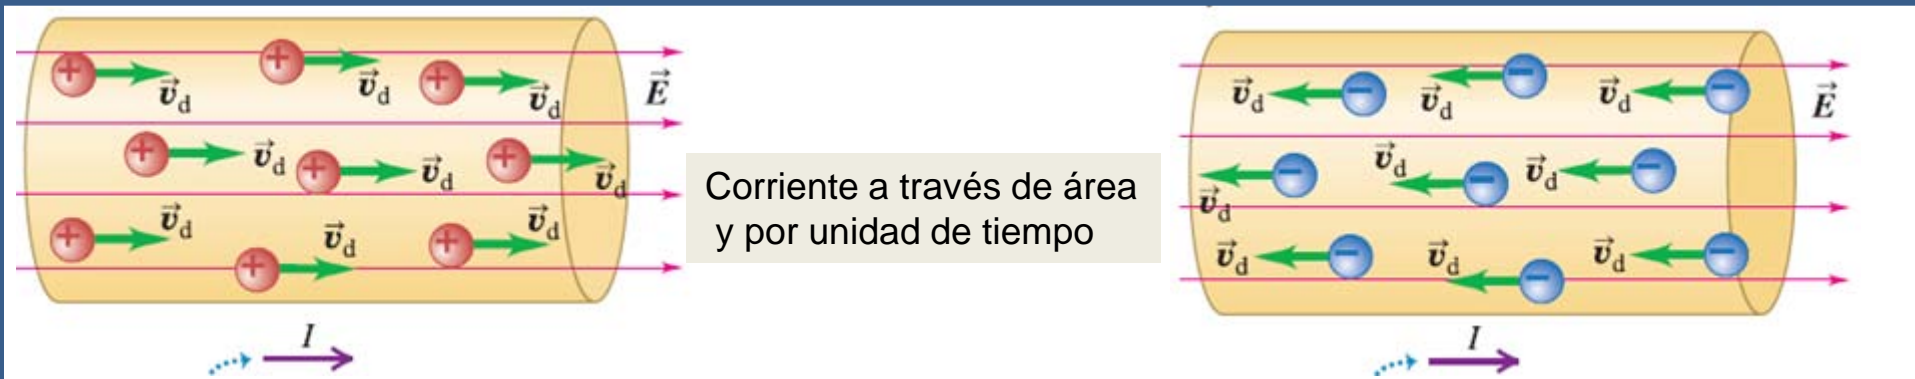 + + +
v⃗d v⃗d v⃗d E⃗
+ + +
v⃗d v⃗d v⃗d
+ + +
v⃗d v⃗d v⃗d
I
Corriente a través de área
y por unidad de tiempo
− − −
v⃗d v⃗d v⃗d E⃗
− − −
v⃗d v⃗d v⃗d
− − −
v⃗d v⃗d v⃗d
I